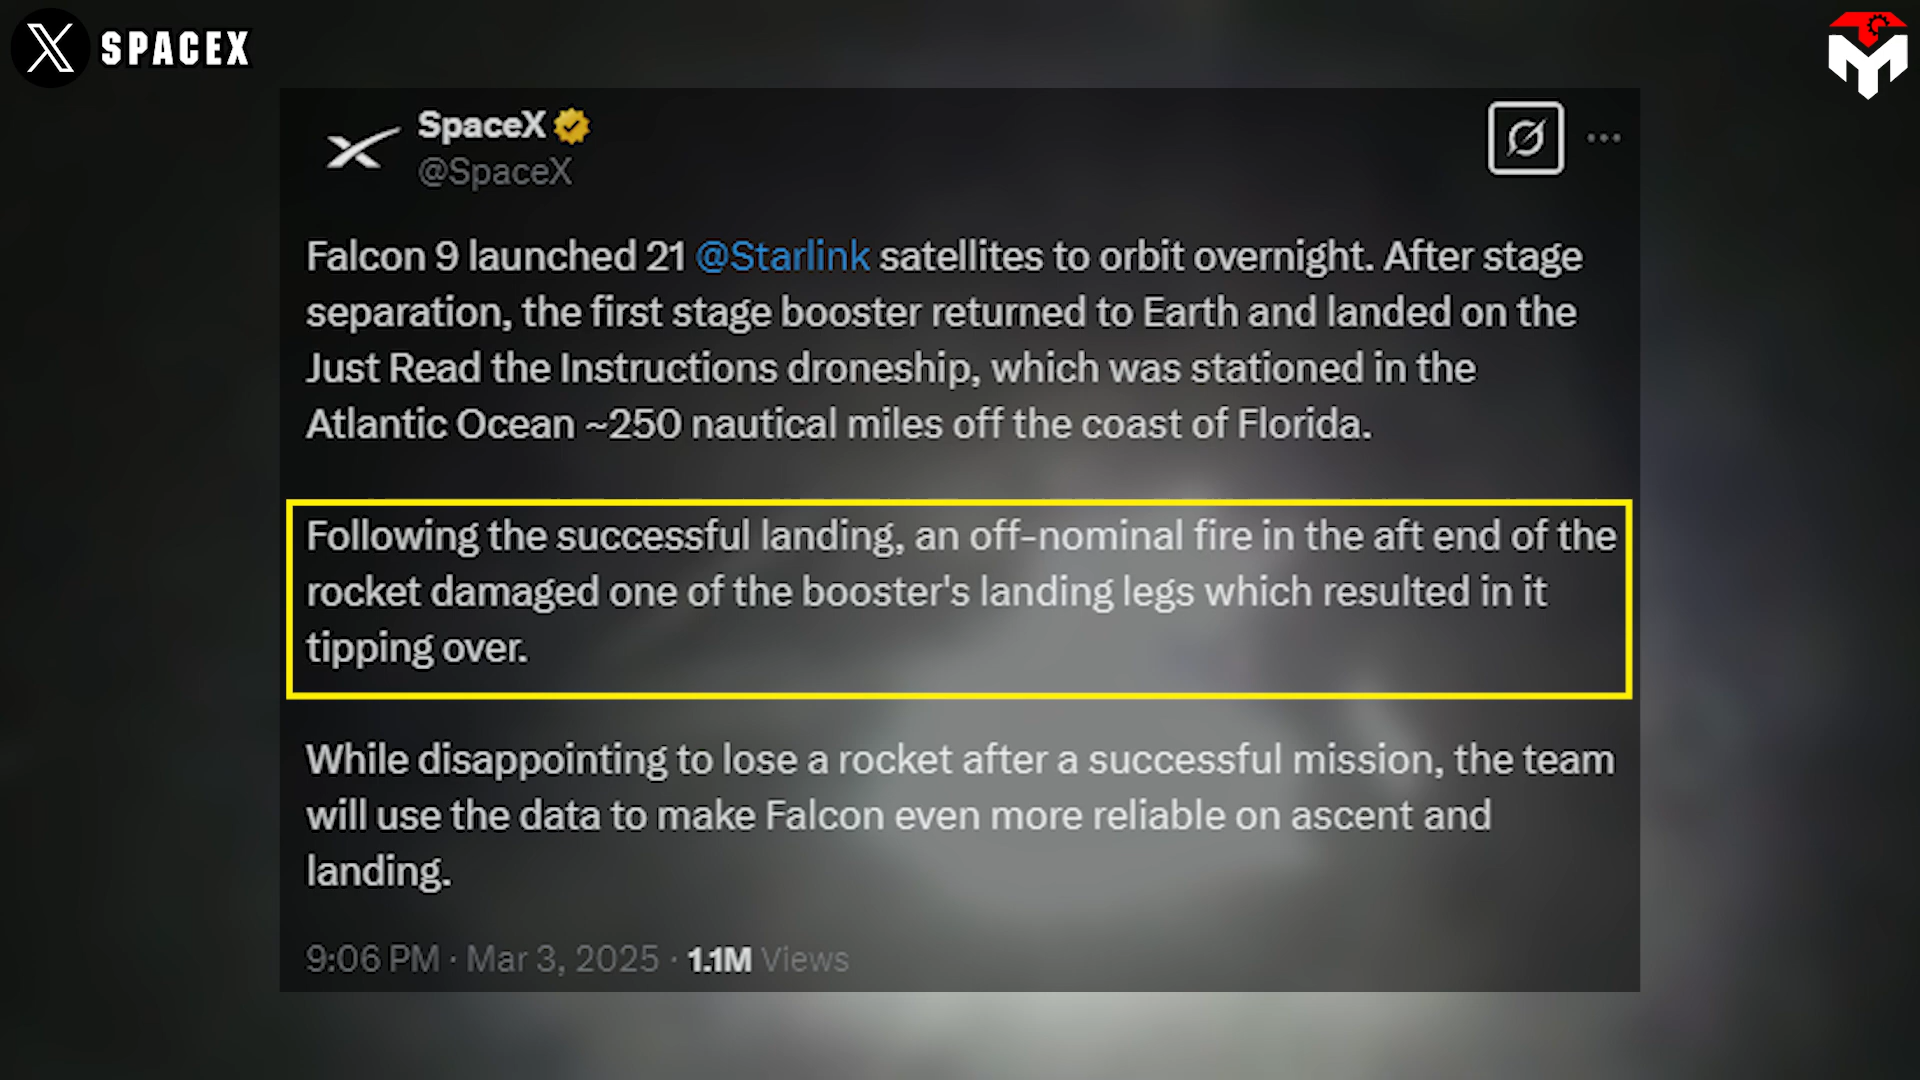 SPACEX
SpaceX
@SpaceX
Falcon 9 launched 21 @Starlink satellites to orbit overnight. After stage
separation, the first stage booster returned to Earth and landed on the
Just Read the Instructions droneship, which was stationed in the
Atlantic Ocean ~250 nautical miles off the coast of Florida.
Following the successful landing, an off-nominal fire in the aft end of the
rocket damaged one of the booster's landing legs which resulted in it
tipping over.
While disappointing to lose a rocket after a successful mission, the team
will use the data to make Falcon even more reliable on ascent and
landing.
9:06 PM · Mar 3, 2025 · 1.1M Views